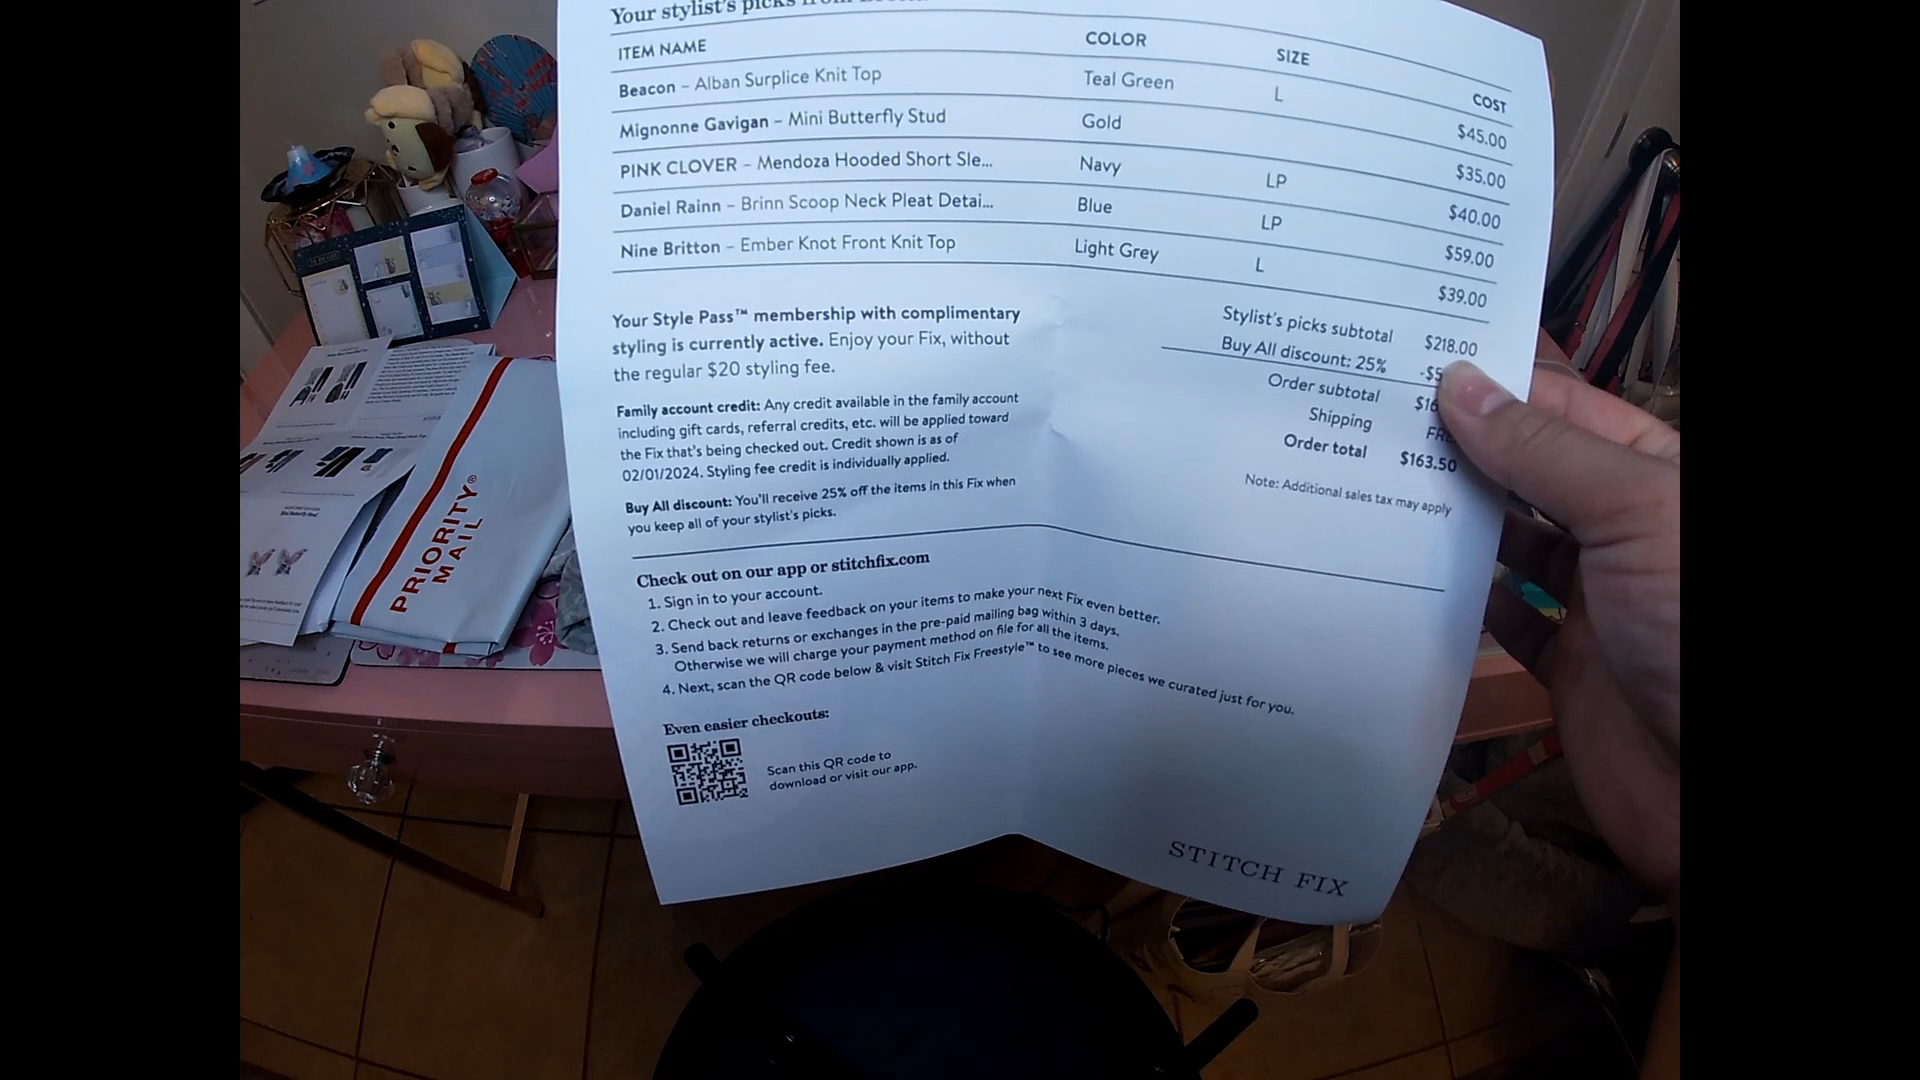 Your stylist's picks
ITEM NAME COLOR SIZE COST
Beacon – Alban Surplice Knit Top Teal Green L $45.00
Mignonne Gavigan – Mini Butterfly Stud Gold $35.00
PINK CLOVER – Mendoza Hooded Short Sle... Navy LP $40.00
Daniel Rainn – Brinn Scoop Neck Pleat Detai... Blue LP $59.00
Nine Britton – Ember Knot Front Knit Top Light Grey L $39.00
Your Style Pass™ membership with complimentary
styling is currently active. Enjoy your Fix, without
the regular $20 styling fee.
Family account credit: Any credit available in the family account
including gift cards, referral credits, etc. will be applied toward
the Fix that's being checked out. Credit shown is as of
02/01/2024. Styling fee credit is individually applied.
Buy All discount: You'll receive 25% off the items in this Fix when
you keep all of your stylist's picks.
Stylist's picks subtotal $218.00
Buy All discount: 25% -$5
Order subtotal $16
Shipping FR
Order total $163.50
Note: Additional sales tax may apply
Check out on our app or stitchfix.com
1. Sign in to your account.
2. Check out and leave feedback on your items to make your next Fix even better.
3. Send back returns or exchanges in the pre-paid mailing bag within 3 days.
Otherwise we will charge your payment method on file for all the items.
4. Next, scan the QR code below & visit Stitch Fix Freestyle™ to see more pieces we curated just for you.
Even easier checkouts:
Scan this QR code to
download or visit our app.
STITCH FIX
PRIORITY®
MAIL